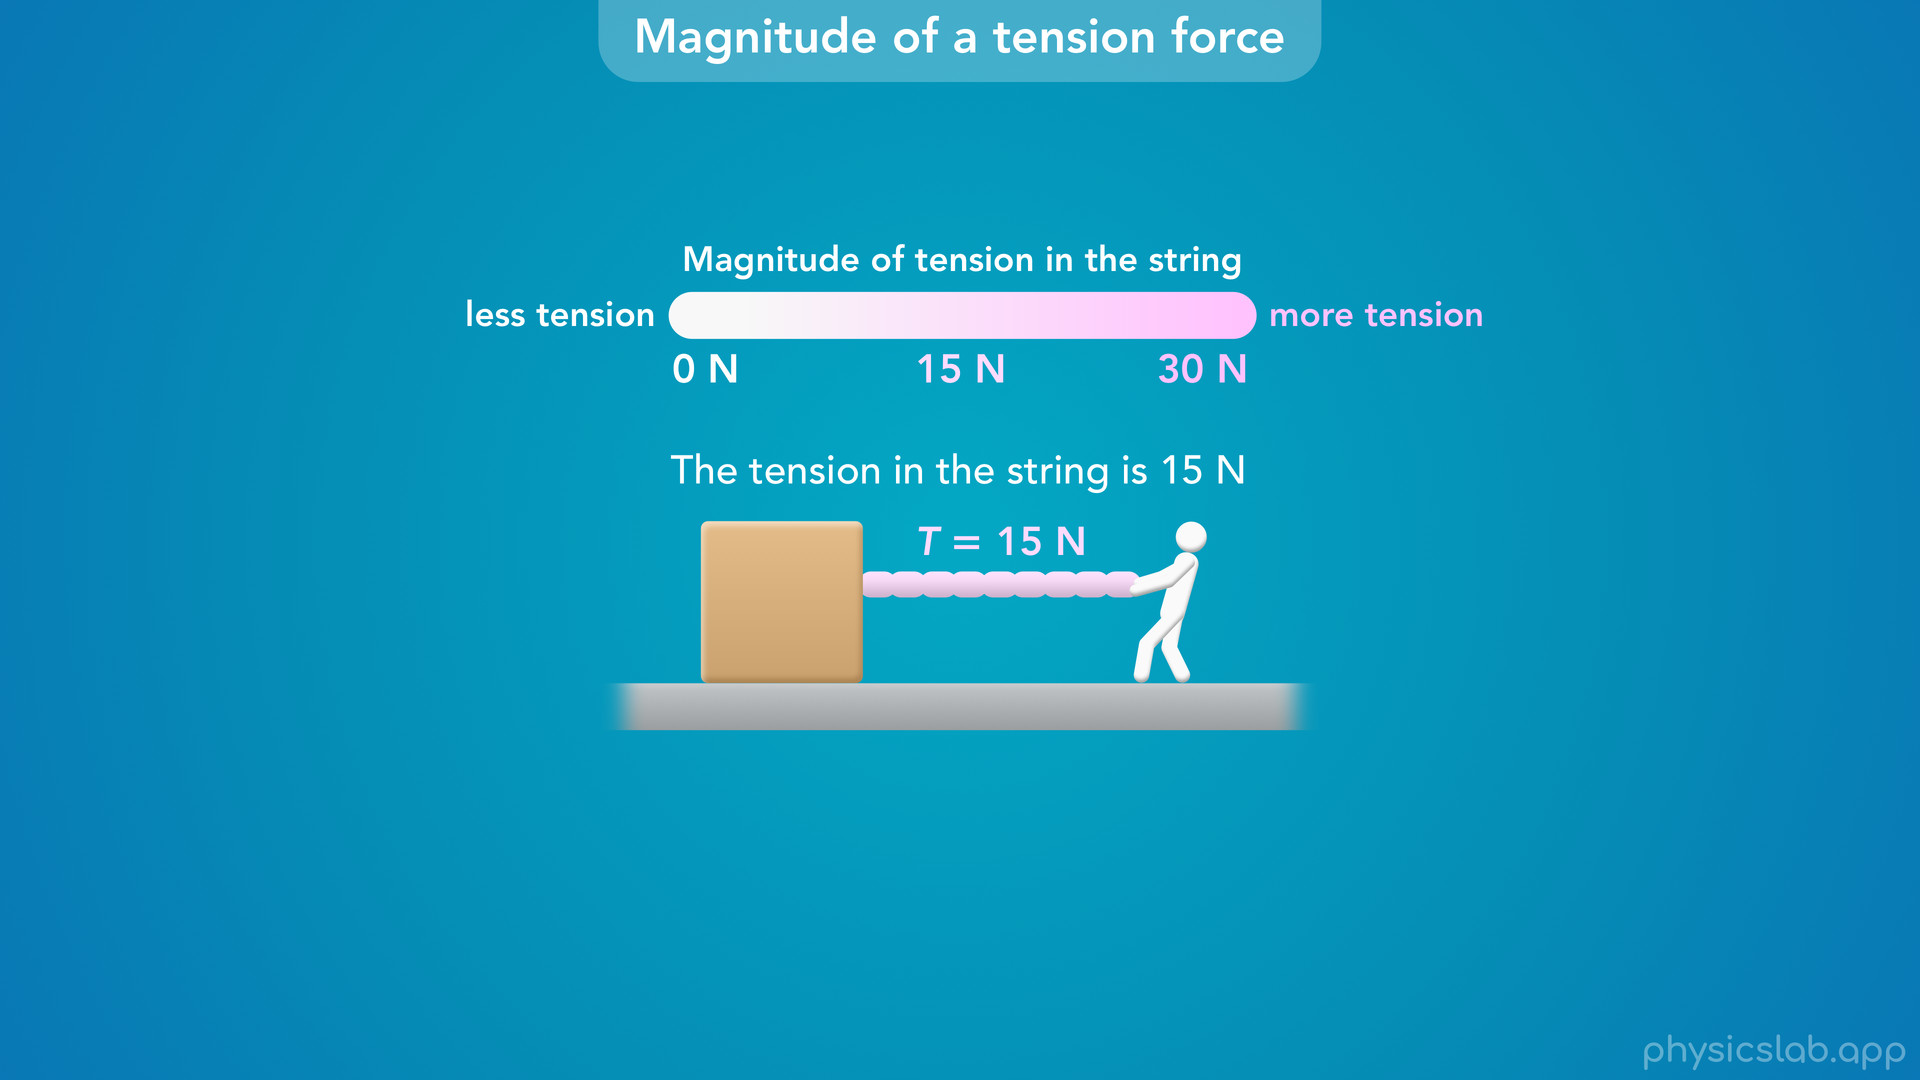 Magnitude of a tension force
Magnitude of tension in the string
less tension more tension
0 N 15 N 30 N
The tension in the string is 15 N
T = 15 N
physicslab.app